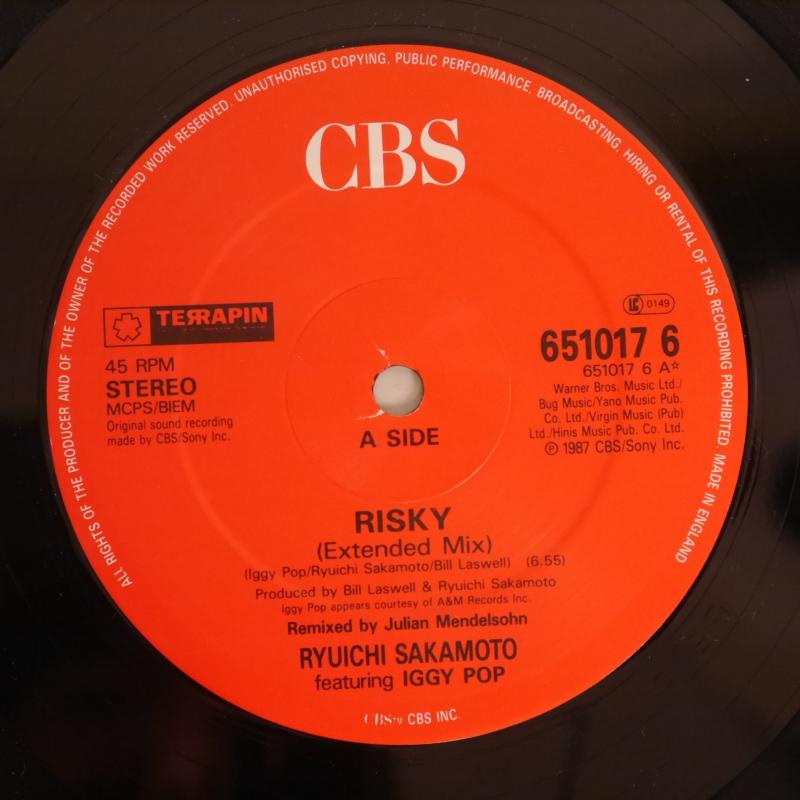 ALL RIGHTS OF THE PRODUCER AND OF THE OWNER OF THE RECORDED WORK RESERVED. UNAUTHORISED COPYING, PUBLIC PERFORMANCE, BROADCASTING, HIRING OR RENTAL OF THIS RECORDING PROHIBITED. MADE IN ENGLAND
CBS
TERRAPIN
45 RPM
STEREO
MCPS/BIEM
Original sound recording
made by CBS/Sony Inc.
LC 0149
651017 6
651017 6 A☆
Warner Bros. Music Ltd./
Bug Music/Yano Music Pub.
Co. Ltd./Virgin Music (Pub)
Ltd./Hinis Music Pub. Co. Ltd.
℗ 1987 CBS/Sony Inc.
A SIDE
RISKY
(Extended Mix)
(Iggy Pop/Ryuichi Sakamoto/Bill Laswell) (6.55)
Produced by Bill Laswell & Ryuichi Sakamoto
Iggy Pop appears courtesy of A&M Records Inc.
Remixed by Julian Mendelsohn
RYUICHI SAKAMOTO
featuring IGGY POP
CBS™ CBS INC.